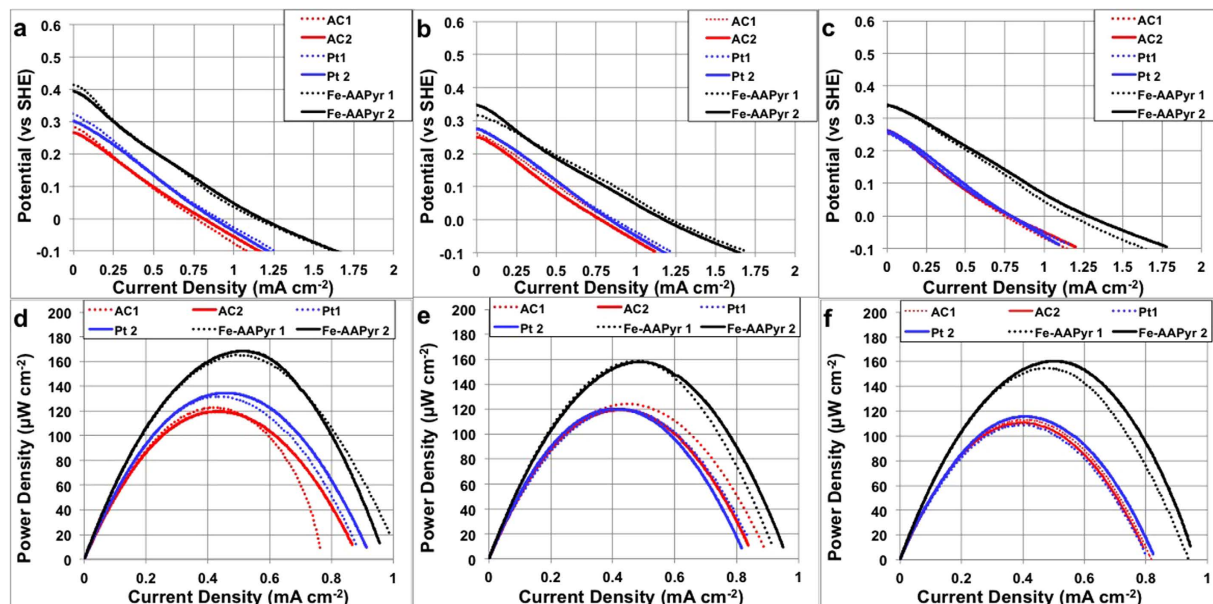 a
AC1
AC2
Pt1
Pt 2
Fe-AAPyr 1
Fe-AAPyr 2
Potential (vs SHE)
0.6
0.5
0.4
0.3
0.2
0.1
0
-0.1
0 0.25 0.5 0.75 1 1.25 1.5 1.75 2
Current Density (mA cm-2)
b
AC1
AC2
Pt1
Pt 2
Fe-AAPyr 1
Fe-AAPyr 2
Potential (vs SHE)
0.6
0.5
0.4
0.3
0.2
0.1
0.0
-0.1
0 0.25 0.5 0.75 1 1.25 1.5 1.75 2
Current Density (mA cm-2)
c
AC1
AC2
Pt1
Pt 2
Fe-AAPyr 1
Fe-AAPyr 2
Potential (vs SHE)
0.6
0.5
0.4
0.3
0.2
0.1
0.0
-0.1
0 0.25 0.5 0.75 1 1.25 1.5 1.75 2
Current Density (mA cm-2)
d
AC1 AC2 Pt1
Pt 2 Fe-AAPyr 1 Fe-AAPyr 2
Power Density (µW cm-2)
200
180
160
140
120
100
80
60
40
20
0
0 0.2 0.4 0.6 0.8 1
Current Density (mA cm-2)
e
AC1 AC2 Pt1
Pt 2 Fe-AAPyr 1 Fe-AAPyr 2
Power Density (µW cm-2)
200
180
160
140
120
100
80
60
40
20
0
0 0.2 0.4 0.6 0.8 1
Current Density (mA cm-2)
f
AC1 AC2 Pt1
Pt 2 Fe-AAPyr 1 Fe-AAPyr 2
Power Density (µW cm-2)
200
180
160
140
120
100
80
60
40
20
0
0 0.2 0.4 0.6 0.8 1
Current Density (mA cm-2)